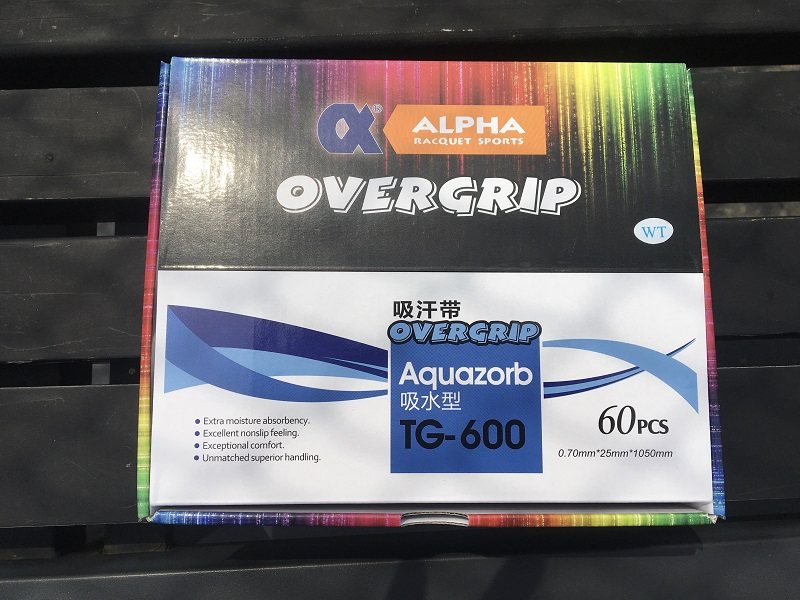 α®
ALPHA
RACQUET SPORTS
OVERGRIP
WT
吸汗带
OVERGRIP
Aquazorb
吸水型
TG-600
• Extra moisture absorbency.
• Excellent nonslip feeling.
• Exceptional comfort.
• Unmatched superior handling.
60PCS
0.70mm*25mm*1050mm